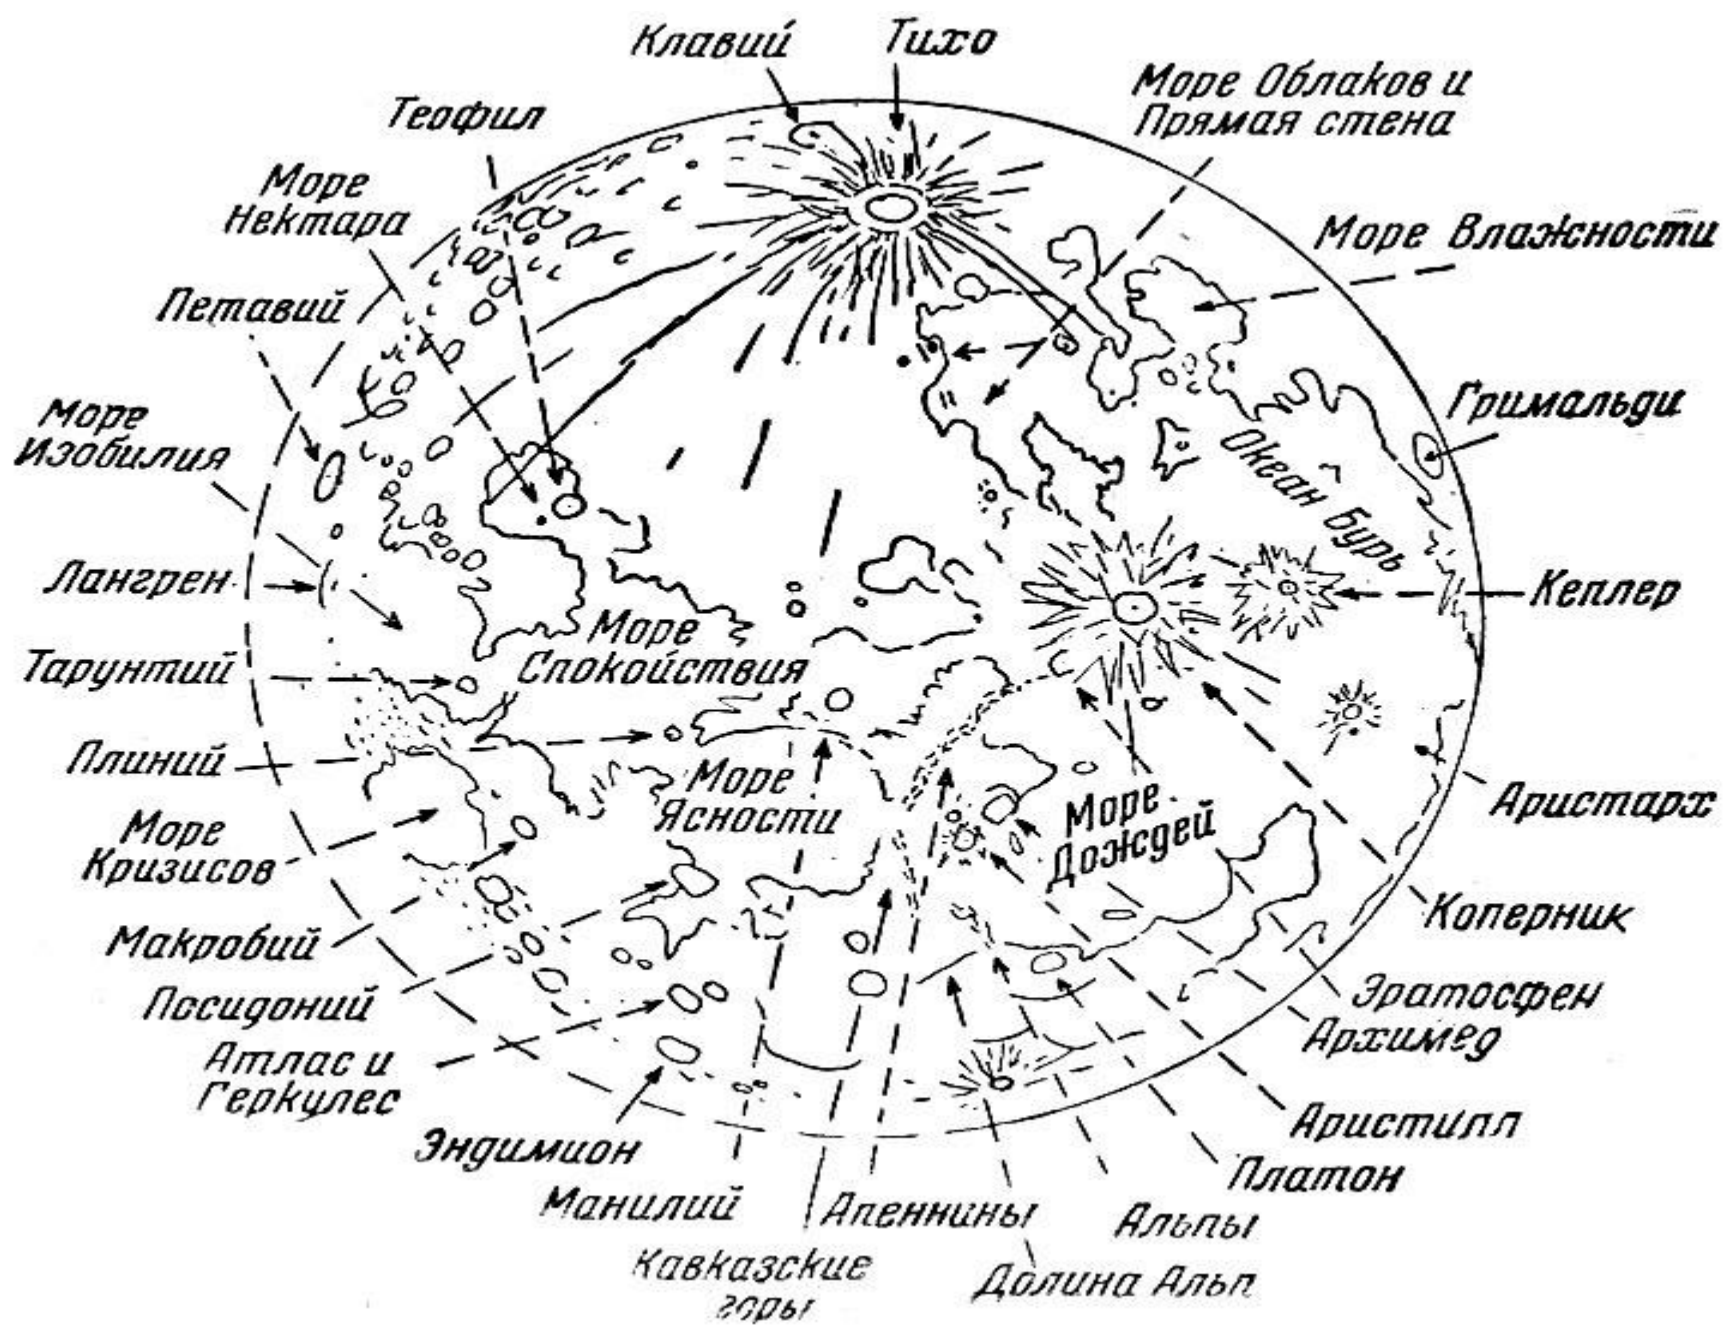 Клавий
Тихо
Море Облаков и
Прямая стена
Теофил
Море
Нектара
Море Влажности
Петавий
Гримальди
Море
Изобилия
Океан Бурь
Лангрен
Кеплер
Море
Спокойствия
Тарунтий
Плиний
Море
Ясности
Море
Дождей
Аристарх
Море
Кризисов
Коперник
Макробий
Эратосфен
Посидоний
Архимед
Атлас и
Геркулес
Аристилл
Эндимион
Платон
Манилий
Апеннины
Альпы
Кавказские
горы
Долина Альп